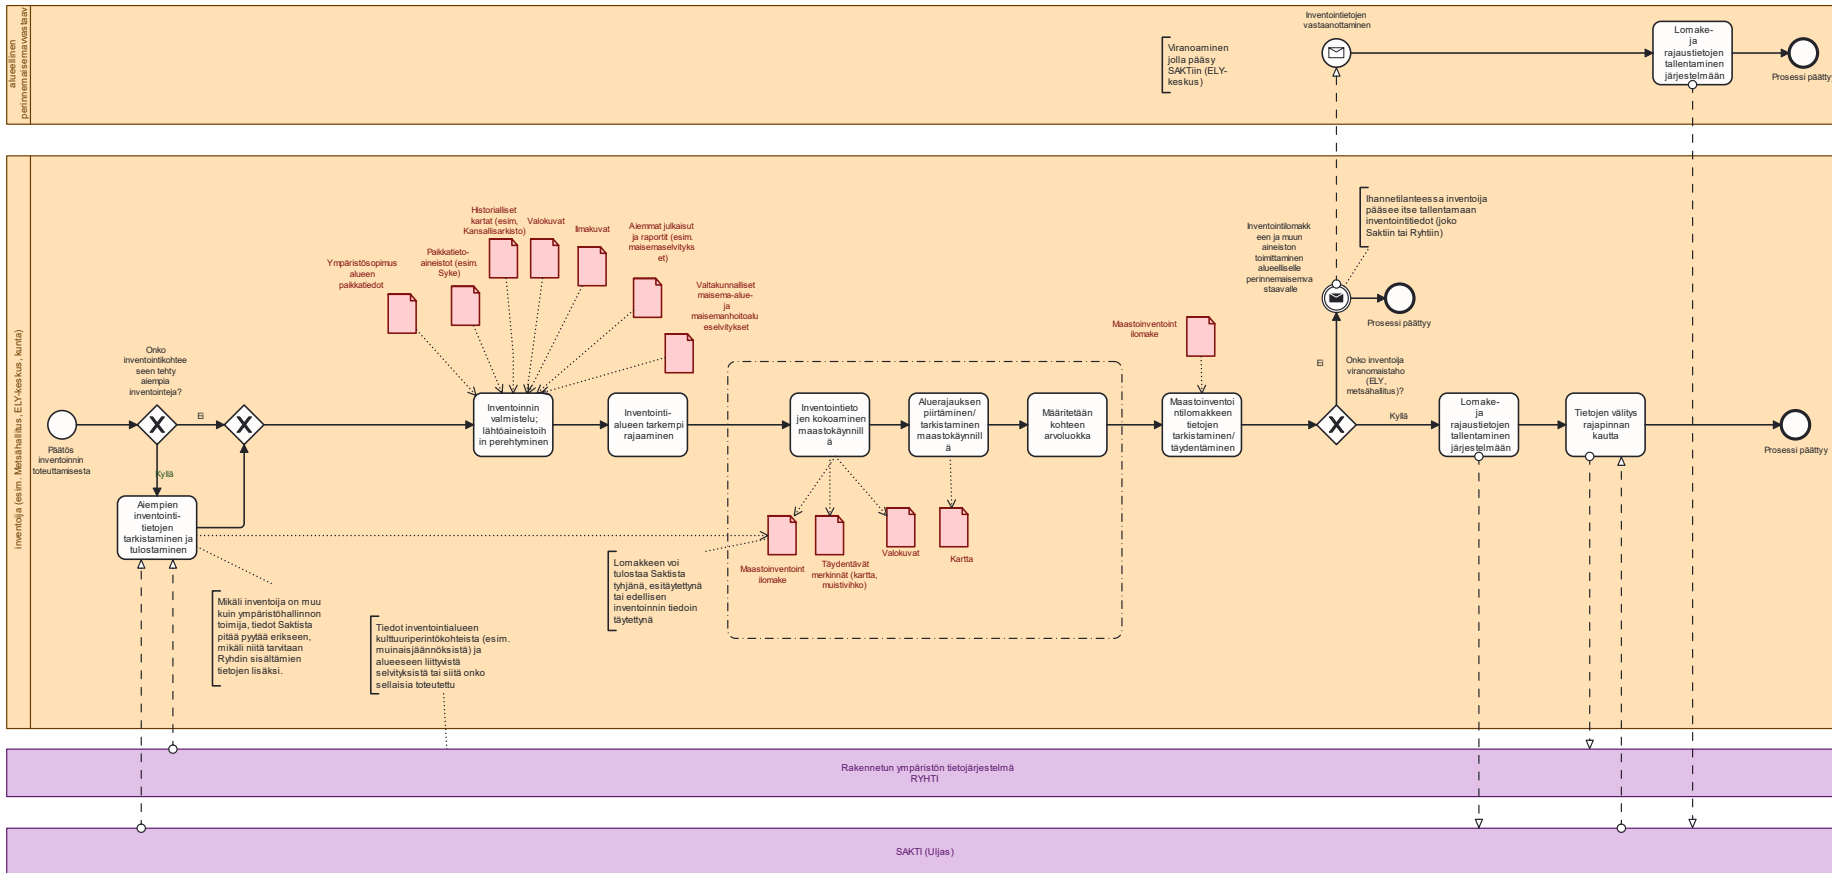 alueellinen
perinnemaisemavastaav
Viranoaminen
jolla pääsy
SAKTiin (ELY-
keskus)
Inventointietojen
vastaanottaminen
Lomake-
ja
rajaustietojen
tallentaminen
järjestelmään
Prosessi päätty
inventoija (esim. Metsähallitus, ELY-keskus, kunta)
Päätös
inventoinnin
toteuttamisesta
Onko
inventointikohtee
seen tehty
aiempia
inventointeja?
Ei
Kyllä
Aiempien
inventointi-
tietojen
tarkistaminen ja
tulostaminen
Mikäli inventoija on muu
kuin ympäristöhallinnon
toimija, tiedot Saktista
pitää pyytää erikseen,
mikäli niitä tarvitaan
Ryhdin sisältämien
tietojen lisäksi.
Ympäristösopimus
alueen
paikkatiedot
Paikkatieto-
aineistot (esim.
Syke)
Historialliset
kartat (esim,
Kansallisarkisto)
Valokuvat
Ilmakuvat
Aiemmat julkaisut
ja raportit (esim.
maisemaselvityks
et)
Valtakunnalliset
maisema-alue-
ja
maisemanhoitoalu
eselvitykset
Inventoinnin
valmistelu;
lähtöaineistoih
in perehtyminen
Inventointi-
alueen tarkempi
rajaaminen
Tiedot inventointialueen
kulttuuriperintökohteista (esim.
muinaisjäännöksistä) ja
alueeseen liittyvistä
selvityksistä tai siitä onko
sellaisia toteutettu
Lomakkeen voi
tulostaa Saktista
tyhjänä, esitäytettynä
tai edellisen
inventoinnin tiedoin
täytettynä
Inventointieto
jen kokoaminen
maastokäynnill
ä
Aluerajauksen
piirtäminen/
tarkistaminen
maastokäynnill
ä
Määritetään
kohteen
arvoluokka
Maastoinventoint
ilomake
Täydentävät
merkinnät (kartta,
muistivihko)
Valokuvat
Kartta
Maastoinventoint
ilomake
Maastoinventoi
ntilomakkeen
tietojen
tarkistaminen/
täydentäminen
Inventointilomakk
een ja muun
aineiston
toimittaminen
alueelliselle
perinnemaisemva
staavalle
Ihannetilanteessa inventoija
pääsee itse tallentamaan
inventointitiedot (joko
Saktiin tai Ryhtiin)
Prosessi päättyy
Ei
Onko inventoija
viranomaistaho
(ELY,
metsähallitus)?
Kyllä
Lomake-
ja
rajaustietojen
tallentaminen
järjestelmään
Tietojen välitys
rajapinnan
kautta
Prosessi päättyy
Rakennetun ympäristön tietojärjestelmä
RYHTI
SAKTI (Uljas)